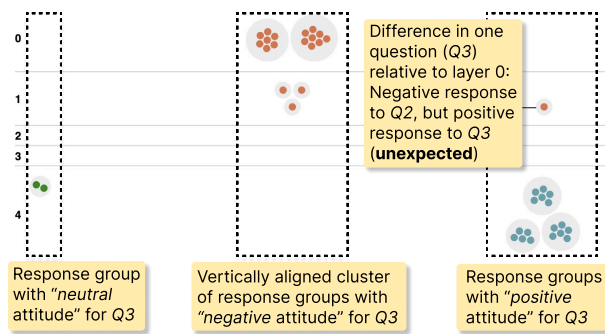 0
1
2
3
4
Difference in one
question (Q3)
relative to layer 0:
Negative response
to Q2, but positive
response to Q3
(unexpected)
Response group
with “neutral
attitude” for Q3
Vertically aligned cluster
of response groups with
“negative attitude” for Q3
Response groups
with “positive
attitude” for Q3